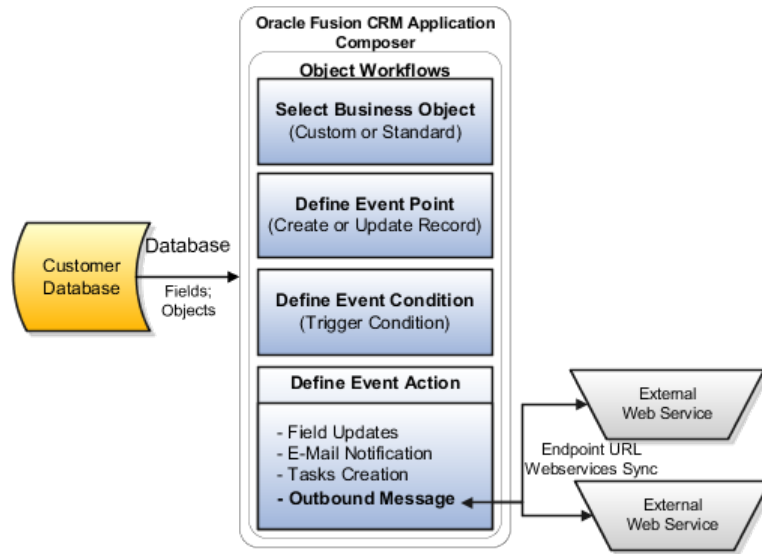 Oracle Fusion CRM Application
Composer
Object Workflows
Select Business Object
(Custom or Standard)
Define Event Point
(Create or Update Record)
Customer
Database
Database
Fields;
Objects
Define Event Condition
(Trigger Condition)
Define Event Action
- Field Updates
- E-Mail Notification
- Tasks Creation
- Outbound Message
External
Web Service
Endpoint URL
Webservices Sync
External
Web Service